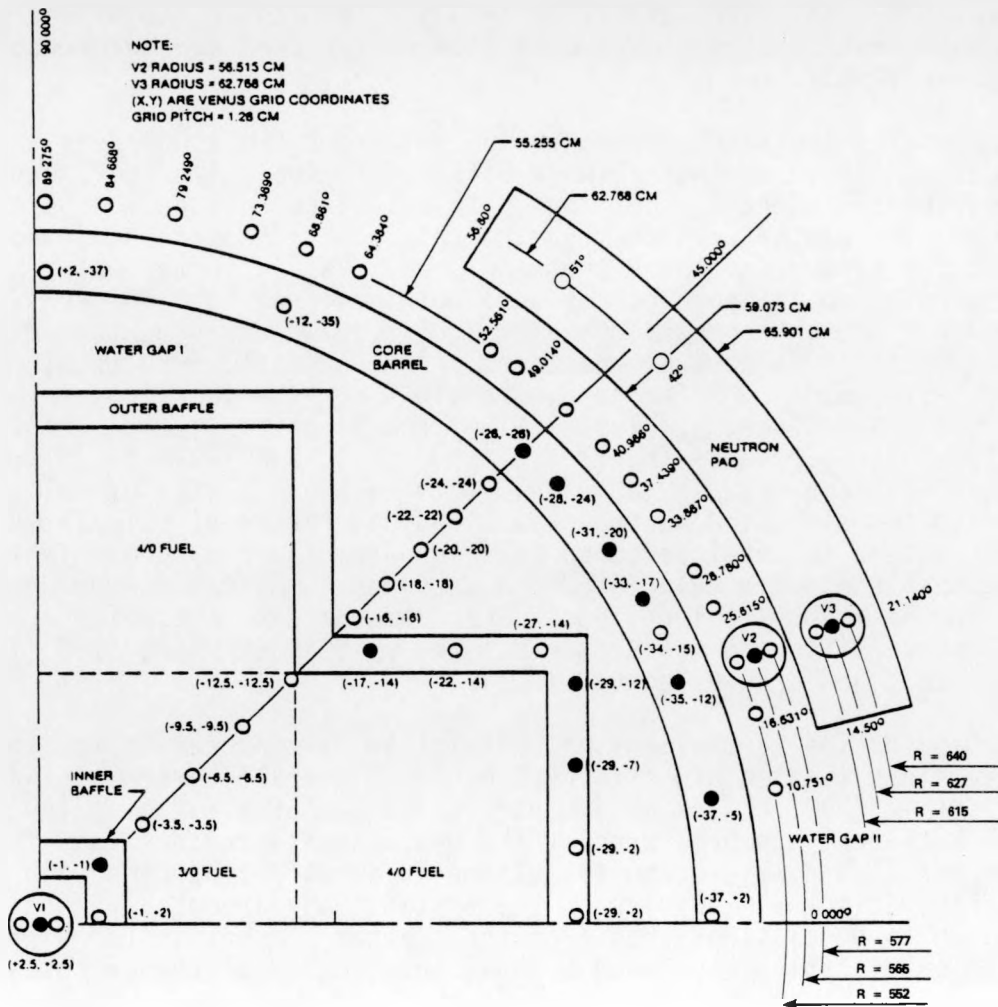 90 000°
NOTE:
V2 RADIUS = 56.515 CM
V3 RADIUS = 62.768 CM
(X,Y) ARE VENUS GRID COORDINATES
GRID PITCH = 1.26 CM
89.275°
84.668°
79.249°
73.369°
68.661°
64.384°
55.255 CM
56.80°
62.768 CM
51°
45.000°
59.073 CM
65.901 CM
(+2, -37)
(-12, -35)
52.561°
49.014°
42°
WATER GAP I
CORE
BARREL
OUTER BAFFLE
(-26, -26)
40.986°
NEUTRON
PAD
37.439°
(-24, -24)
(-28, -24)
(-22, -22)
33.867°
4/0 FUEL
(-20, -20)
(-31, -20)
28.780°
(-18, -18)
(-33, -17)
25.615°
21.140°
(-16, -16)
(-27, -14)
V3
(-34, -15)
V2
(-12.5, -12.5)
(-17, -14)
(-22, -14)
(-29, -12)
(-35, -12)
16.631°
14.50°
(-9.5, -9.5)
R = 640
INNER
BAFFLE
(-6.5, -6.5)
(-29, -7)
10.751°
R = 627
R = 615
(-3.5, -3.5)
(-37, -5)
WATER GAP II
(-1, -1)
3/0 FUEL
4/0 FUEL
(-29, -2)
V1
(-1, +2)
(-29, -2)
(-37, +2)
0 000°
(+2.5, +2.5)
R = 577
R = 566
R = 552